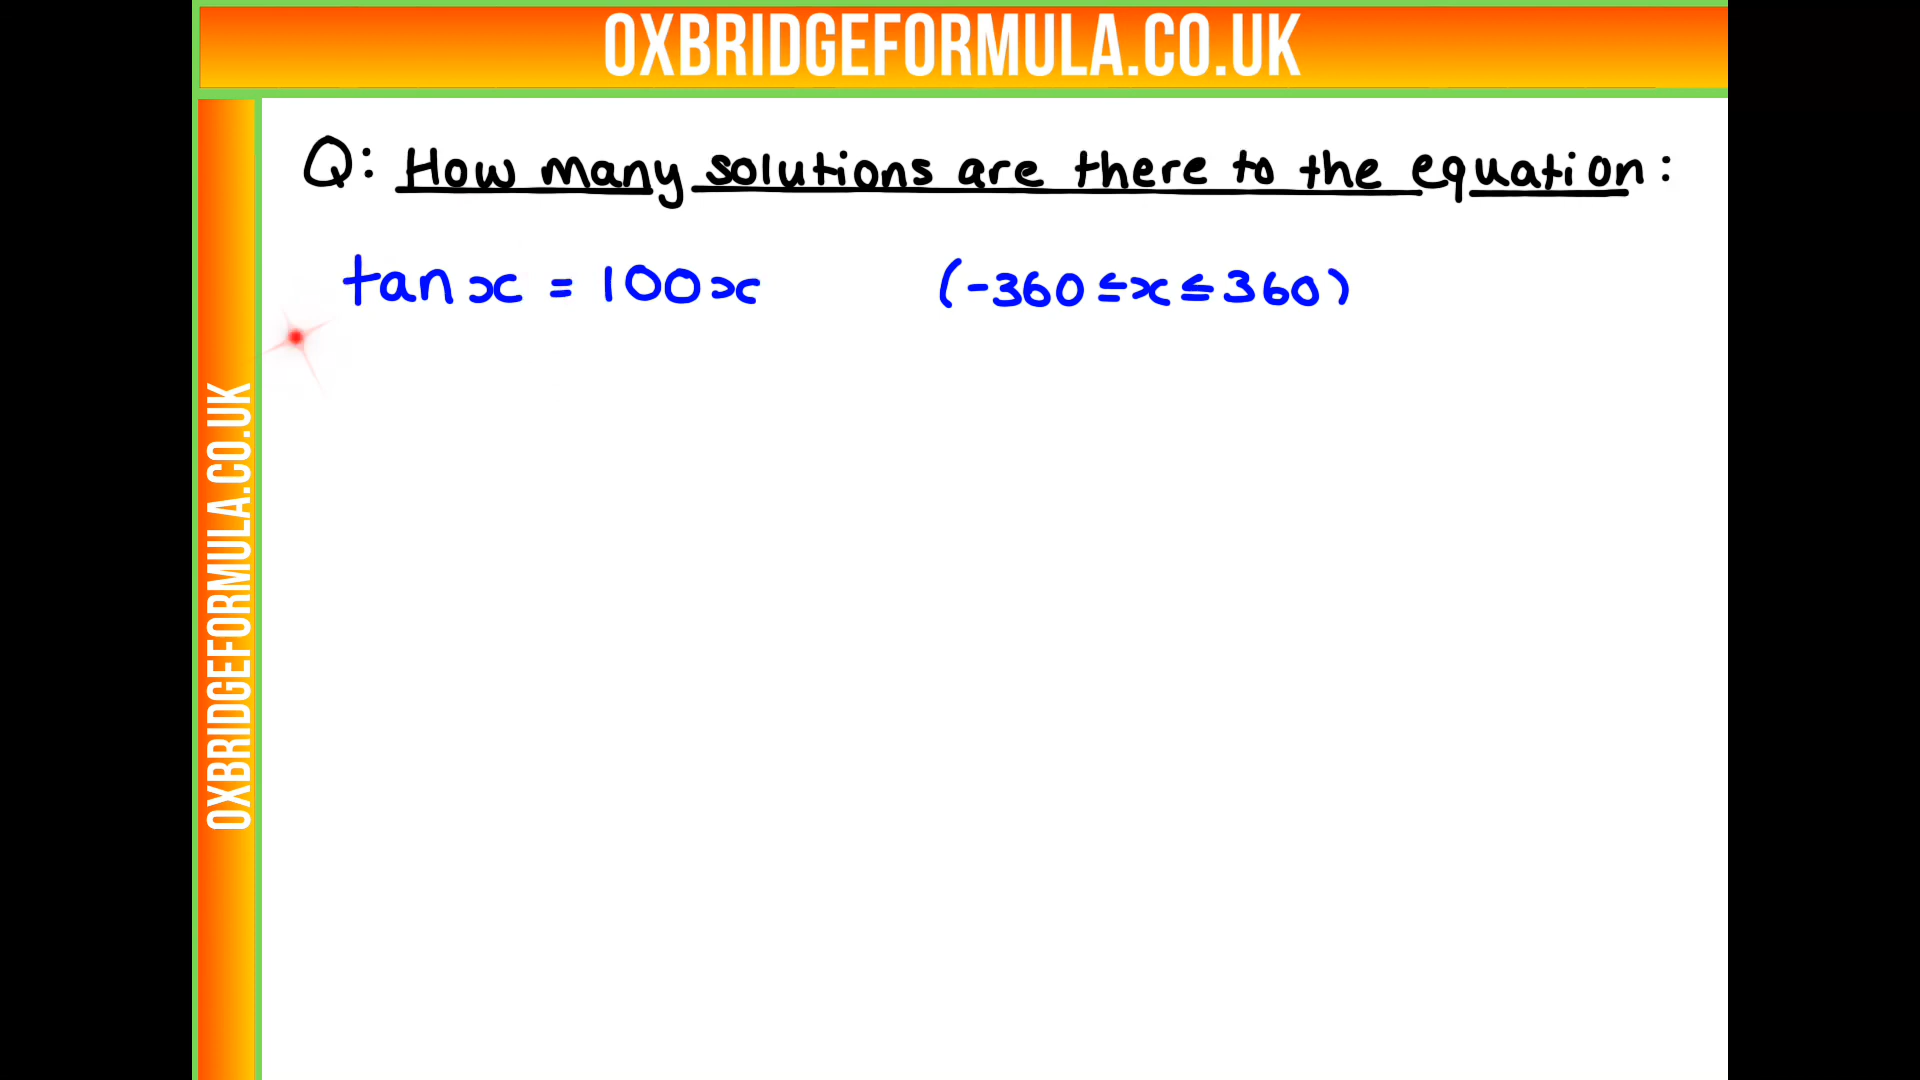 OXBRIDGEFORMULA.CO.UK
OXBRIDGEFORMULA.CO.UK
Q: How many solutions are there to the equation:
tan x = 100x (-360 ≤ x ≤ 360)